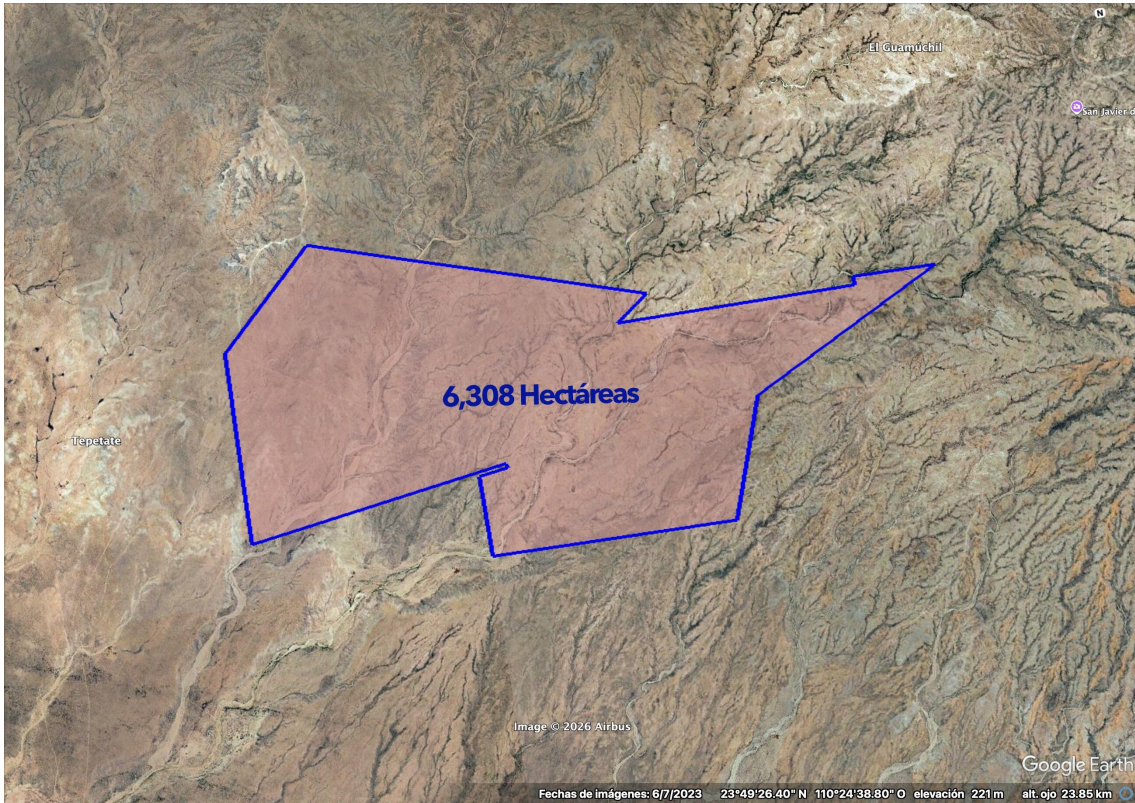 N
El Guamúchil
San Javier d
6,308 Hectáreas
Tepetate
Image © 2026 Airbus
Google Earth
Fechas de imágenes: 6/7/2023 23°49'26.40" N 110°24'38.80" O elevación 221 m alt. ojo 23.85 km